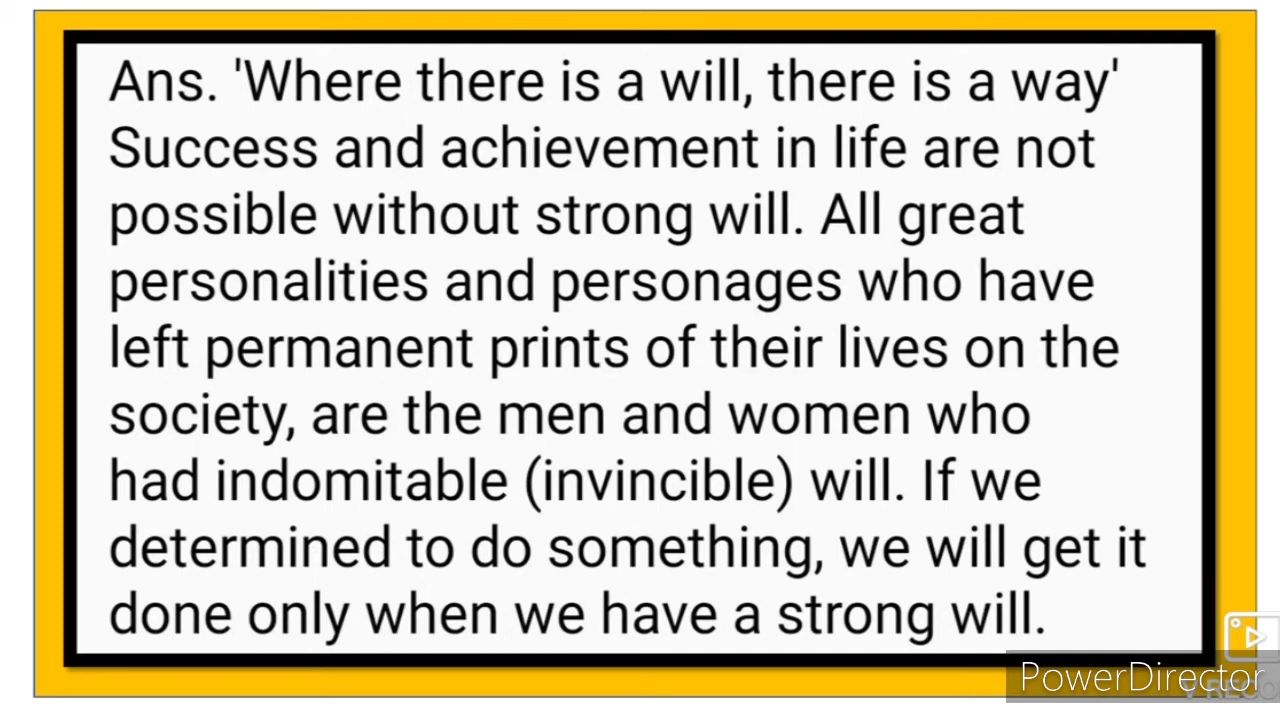 Ans. 'Where there is a will, there is a way'
Success and achievement in life are not
possible without strong will. All great
personalities and personages who have
left permanent prints of their lives on the
society, are the men and women who
had indomitable (invincible) will. If we
determined to do something, we will get it
done only when we have a strong will.
PowerDirector